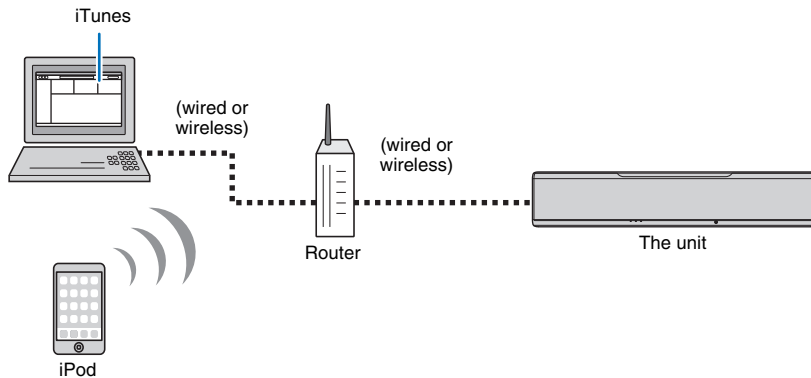 iTunes
(wired or
wireless)
(wired or
wireless)
Router
The unit
iPod